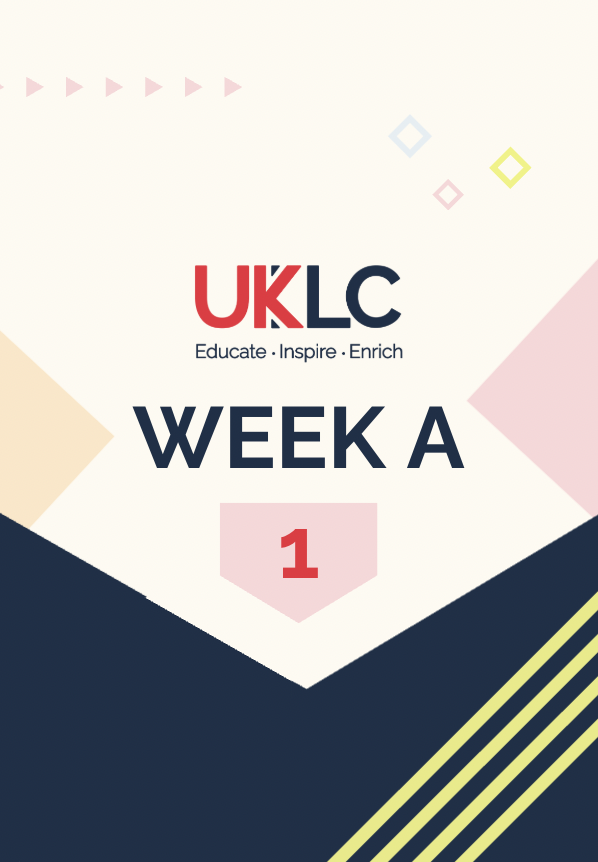 UKLC
Educate · Inspire · Enrich
WEEK A
1